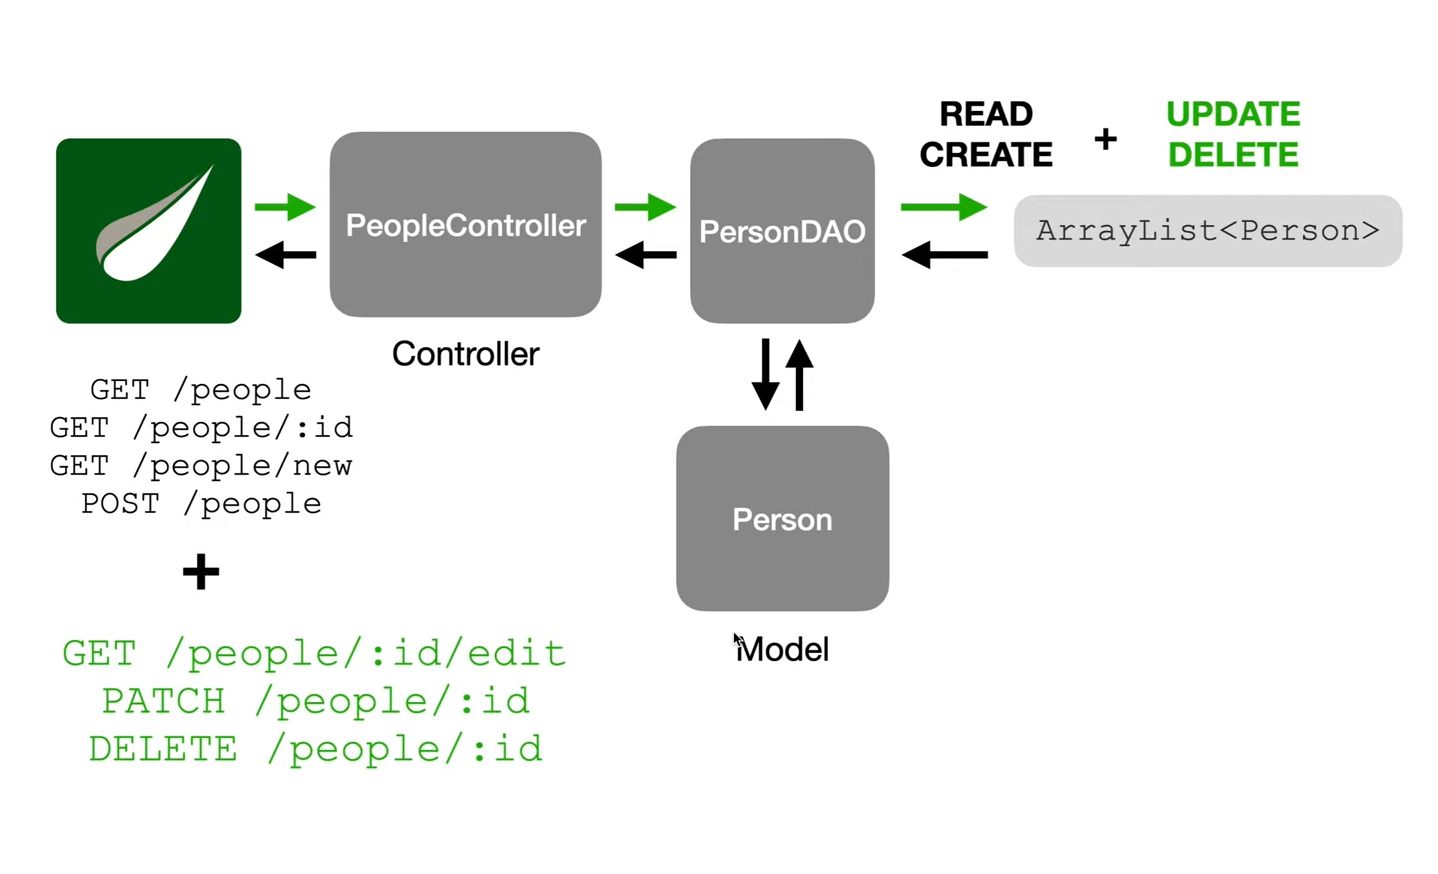 READ
CREATE
+
UPDATE
DELETE
PeopleController
PersonDAO
ArrayList<Person>
Controller
GET /people
GET /people/:id
GET /people/new
POST /people
+
GET /people/:id/edit
PATCH /people/:id
DELETE /people/:id
Person
Model